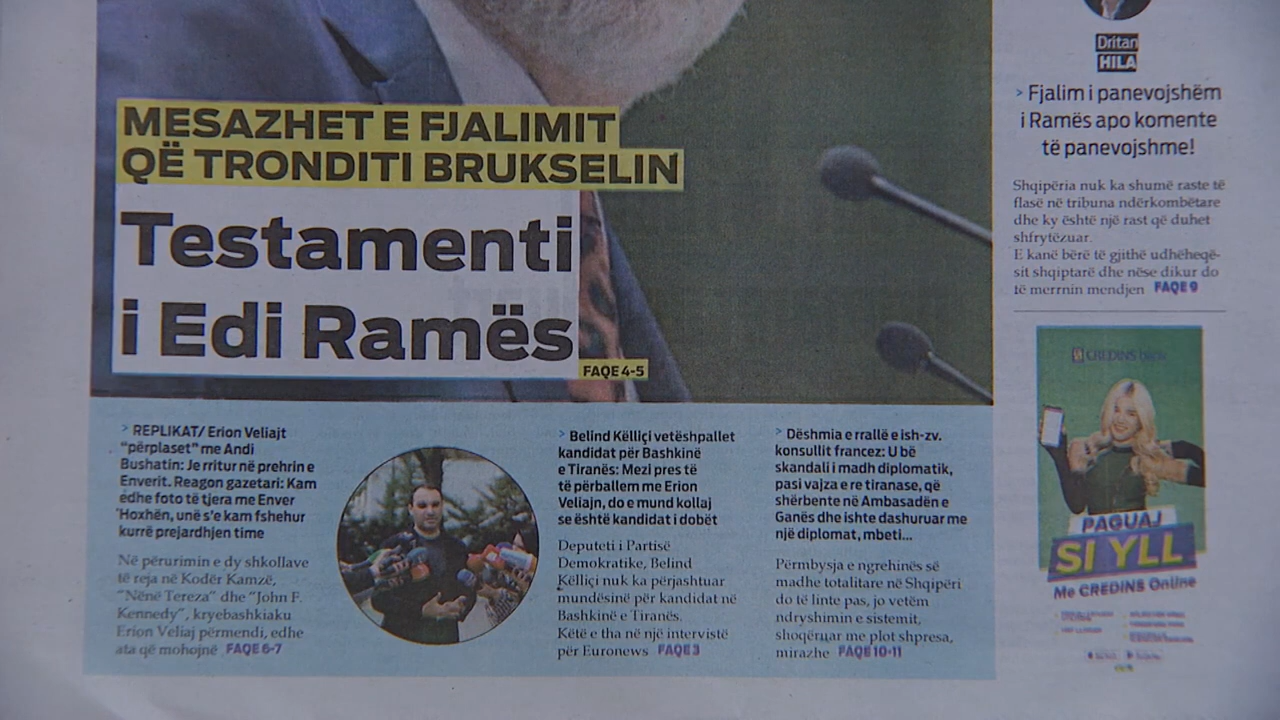 MESAZHET E FJALIMIT
QË TRONDITI BRUKSELIN
Testamenti
i Edi Ramës
FAQE 4-5
> REPLIKAT/ Erion Veliajt
“përplaset” me Andi
Bushatin: Je rritur në prehrin e
Enverit. Reagon gazetari: Kam
edhe foto të tjera me Enver
Hoxhën, unë s'e kam fshehur
kurrë prejardhjen time
Në përurimin e dy shkollave
të reja në Kodër Kamzë,
“Nënë Tereza” dhe “John F.
Kennedy”, kryebashkiaku
Erion Veliaj përmendi, edhe
ata që mohojnë FAQE 6-7
> Belind Këlliçi vetëshpallet
kandidat për Bashkinë
e Tiranës: Mezi pres të
të përballem me Erion
Veliajn, do e mund kollaj
se është kandidat i dobët
Deputeti i Partisë
Demokratike, Belind
Këlliçi nuk ka përjashtuar
mundësinë për kandidat në
Bashkinë e Tiranës.
Këtë e tha në një intervistë
për Euronews FAQE 3
> Dëshmia e rrallë e ish-zv.
konsullit francez: U bë
skandali i madh diplomatik,
pasi vajza e re tiranase, që
shërbente në Ambasadën e
Ganës dhe ishte dashuruar me
një diplomat, mbeti...
Përmbysja e ngrehinës së
madhe totalitare në Shqipëri
do të linte pas, jo vetëm
ndryshimin e sistemit,
shoqëruar me plot shpresa,
mirazhe FAQE 10-11
Dritan
HILA
> Fjalim i panevojshëm
i Ramës apo komente
të panevojshme!
Shqipëria nuk ka shumë raste të
flasë në tribuna ndërkombëtare
dhe ky është një rast që duhet
shfrytëzuar.
E kanë bërë të gjithë udhëheqë-
sit shqiptarë dhe nëse dikur do
të merrnin mendjen FAQE 9
CREDINS bank
PAGUAJ
SI YLL
Me CREDINS Online